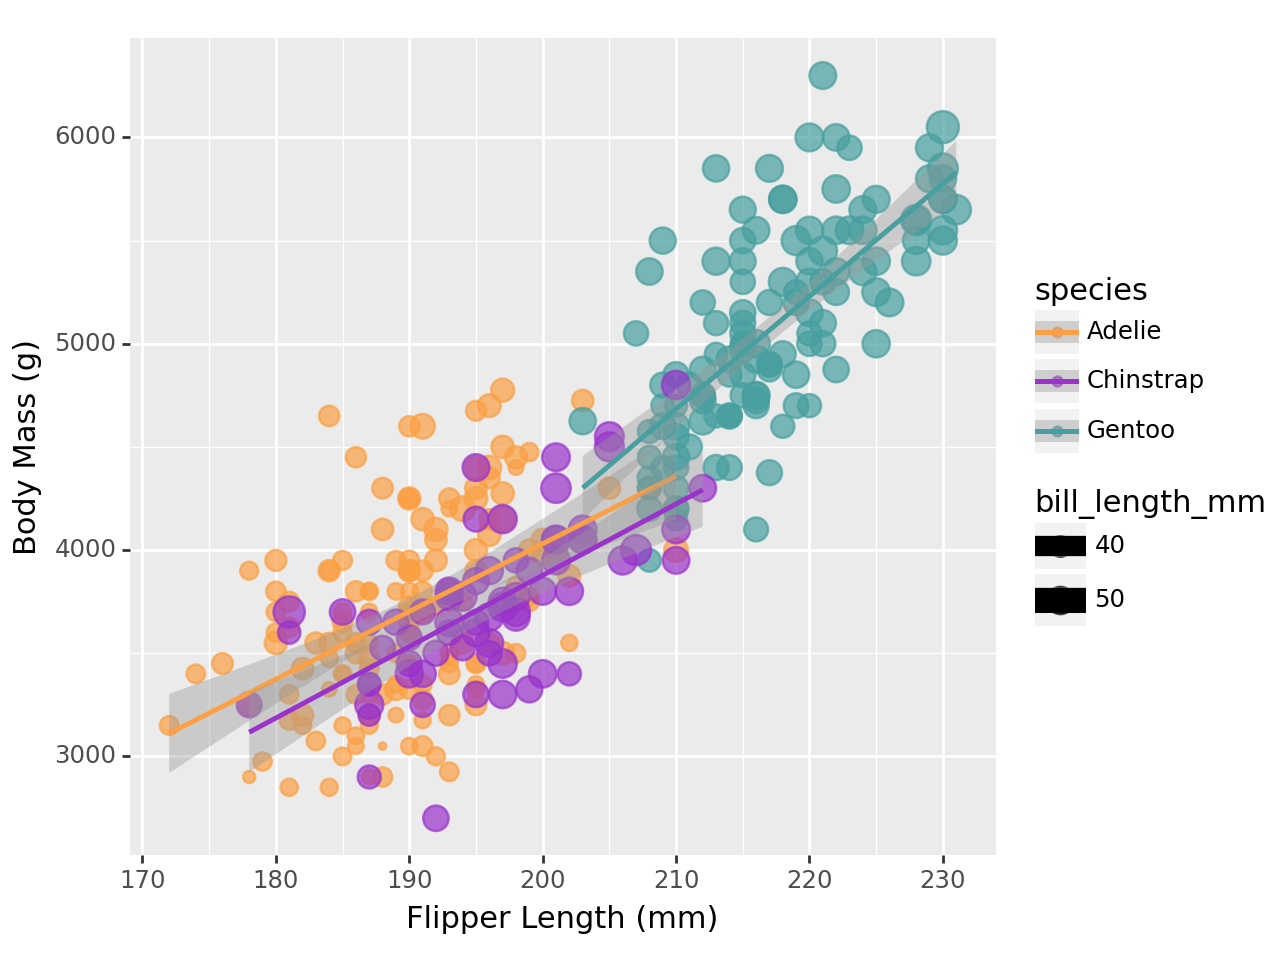 6000
5000
4000
3000
Body Mass (g)
170 180 190 200 210 220 230
Flipper Length (mm)
species
Adelie
Chinstrap
Gentoo
bill_length_mm
40
50